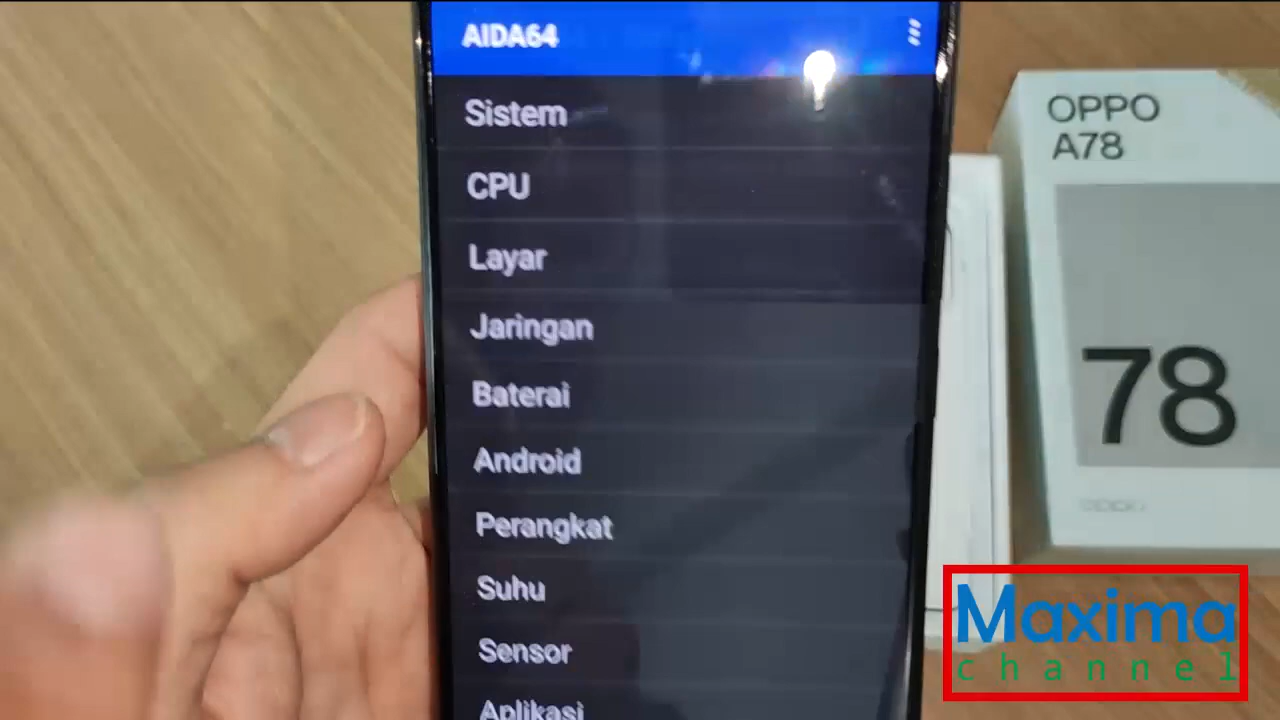 AIDA64
Sistem
CPU
Layar
Jaringan
Baterai
Android
Perangkat
Suhu
Sensor
Aplikasi
OPPO
A78
78
Maxima
channel